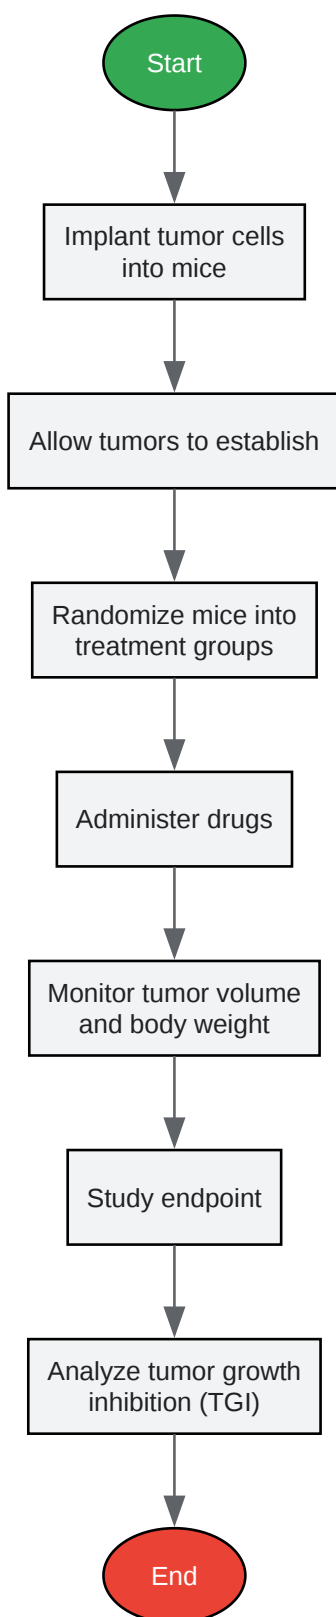 Start
Implant tumor cells
into mice
Allow tumors to establish
Randomize mice into
treatment groups
Administer drugs
Monitor tumor volume
and body weight
Study endpoint
Analyze tumor growth
inhibition (TGI)
End